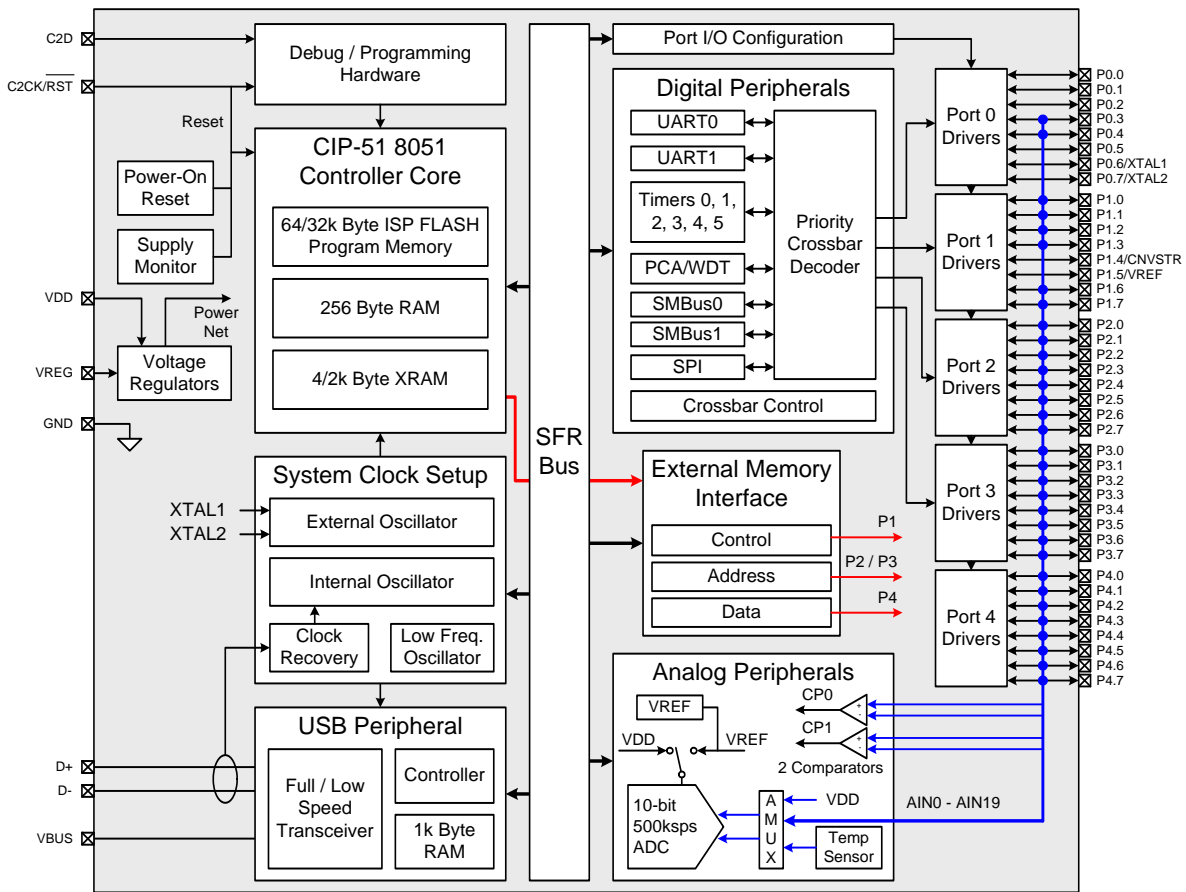 C2D
C2CK/RST
Debug / Programming
Hardware
Reset
Power-On
Reset
Supply
Monitor
VDD
Power
Net
VREG
Voltage
Regulators
GND
CIP-51 8051
Controller Core
64/32k Byte ISP FLASH
Program Memory
256 Byte RAM
4/2k Byte XRAM
System Clock Setup
XTAL1
XTAL2
External Oscillator
Internal Oscillator
Clock
Recovery
Low Freq.
Oscillator
USB Peripheral
D+
D-
VBUS
Full / Low
Speed
Transceiver
Controller
1k Byte
RAM
SFR
Bus
Port I/O Configuration
Digital Peripherals
UART0
UART1
Timers 0, 1,
2, 3, 4, 5
PCA/WDT
SMBus0
SMBus1
SPI
Priority
Crossbar
Decoder
Crossbar Control
External Memory
Interface
Control
Address
Data
P1
P2 / P3
P4
Analog Peripherals
VREF
VDD
VREF
CP0
+
-
CP1
+
-
2 Comparators
10-bit
500ksps
ADC
A
M
U
X
VDD
Temp
Sensor
AIN0 - AIN19
Port 0
Drivers
Port 1
Drivers
Port 2
Drivers
Port 3
Drivers
Port 4
Drivers
P0.0
P0.1
P0.2
P0.3
P0.4
P0.5
P0.6/XTAL1
P0.7/XTAL2
P1.0
P1.1
P1.2
P1.3
P1.4/CNVSTR
P1.5/VREF
P1.6
P1.7
P2.0
P2.1
P2.2
P2.3
P2.4
P2.5
P2.6
P2.7
P3.0
P3.1
P3.2
P3.3
P3.4
P3.5
P3.6
P3.7
P4.0
P4.1
P4.2
P4.3
P4.4
P4.5
P4.6
P4.7